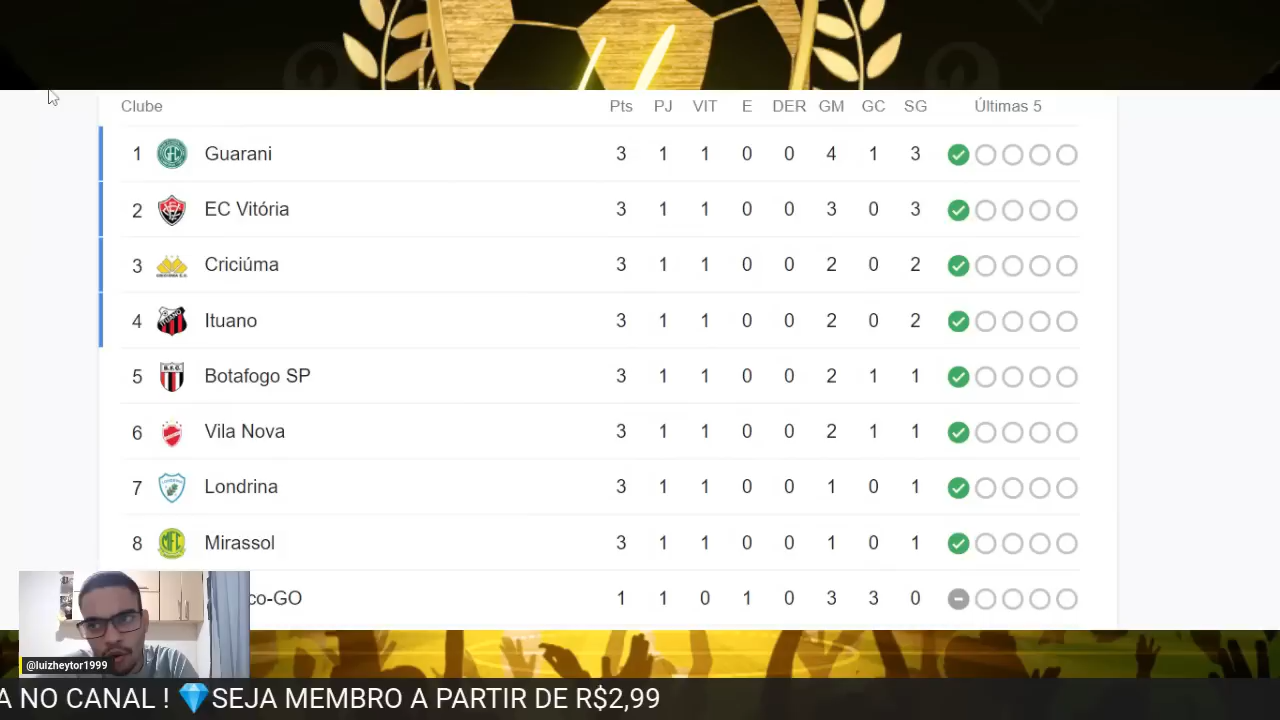 Clube Pts PJ VIT E DER GM GC SG Últimas 5
1 Guarani 3 1 1 0 0 4 1 3
2 EC Vitória 3 1 1 0 0 3 0 3
3 Criciúma 3 1 1 0 0 2 0 2
4 Ituano 3 1 1 0 0 2 0 2
5 Botafogo SP 3 1 1 0 0 2 1 1
6 Vila Nova 3 1 1 0 0 2 1 1
7 Londrina 3 1 1 0 0 1 0 1
8 Mirassol 3 1 1 0 0 1 0 1
co-GO 1 1 0 1 0 3 3 0
@luizheytor1999
A NO CANAL ! 💎SEJA MEMBRO A PARTIR DE R$2,99